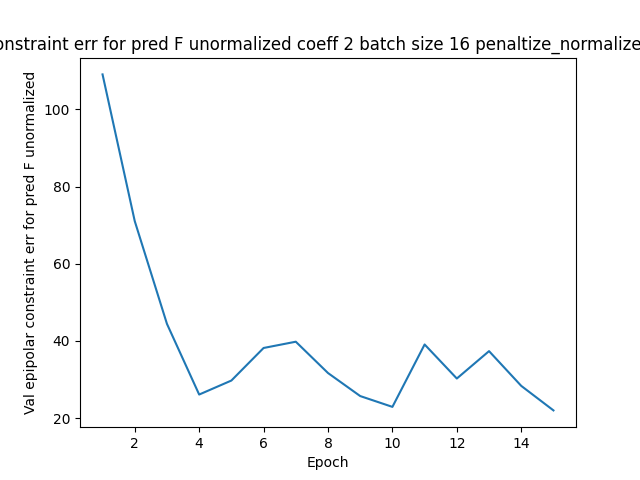 onstraint err for pred F unormalized coeff 2 batch size 16 penaltize_normalize
Val epipolar constraint err for pred F unormalized
100
80
60
40
20
2 4 6 8 10 12 14
Epoch